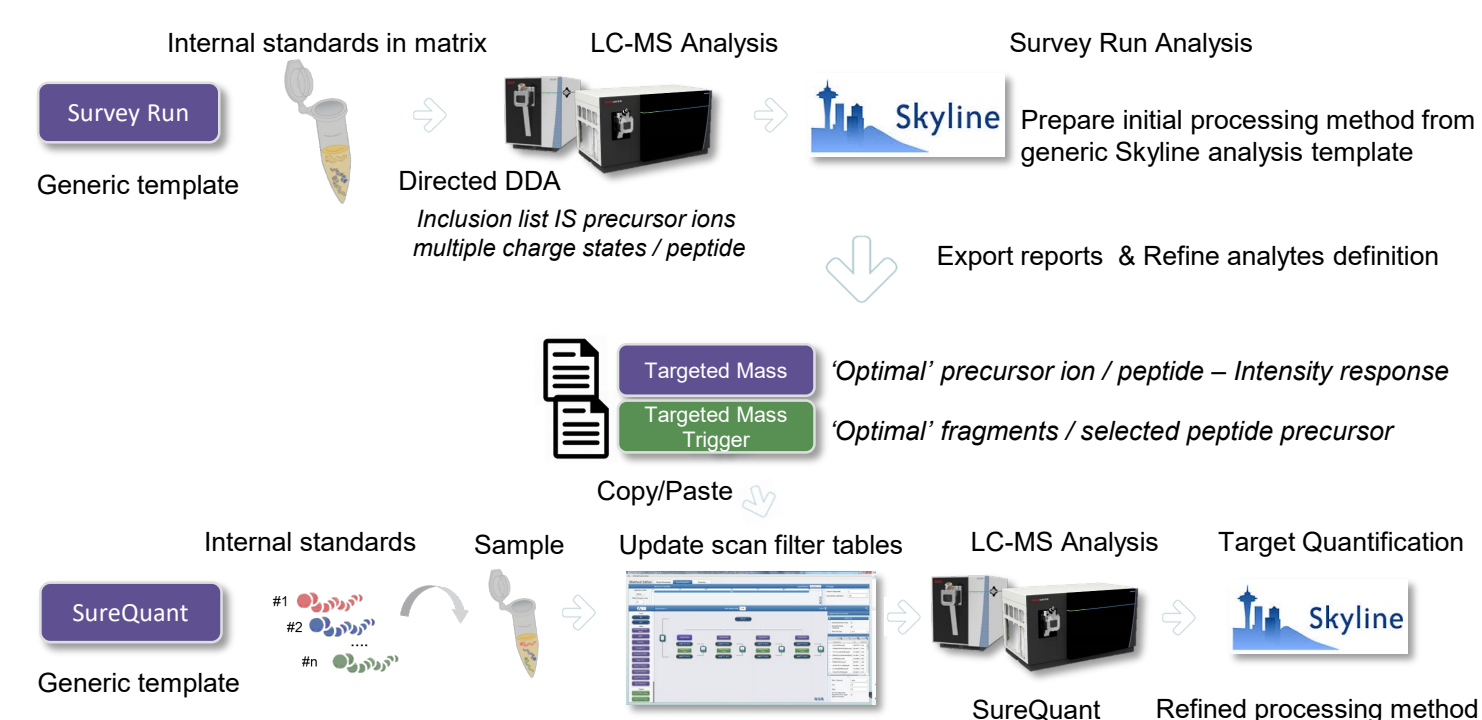 Internal standards in matrix
LC-MS Analysis
Survey Run Analysis
Survey Run
Skyline
Prepare initial processing method from
generic Skyline analysis template
Generic template
Directed DDA
Inclusion list IS precursor ions
multiple charge states / peptide
Export reports & Refine analytes definition
Targeted Mass
‘Optimal’ precursor ion / peptide – Intensity response
Targeted Mass
Trigger
‘Optimal’ fragments / selected peptide precursor
Copy/Paste
Internal standards
Sample
Update scan filter tables
LC-MS Analysis
Target Quantification
SureQuant
#1
#2
....
#n
Skyline
Generic template
SureQuant
Refined processing method